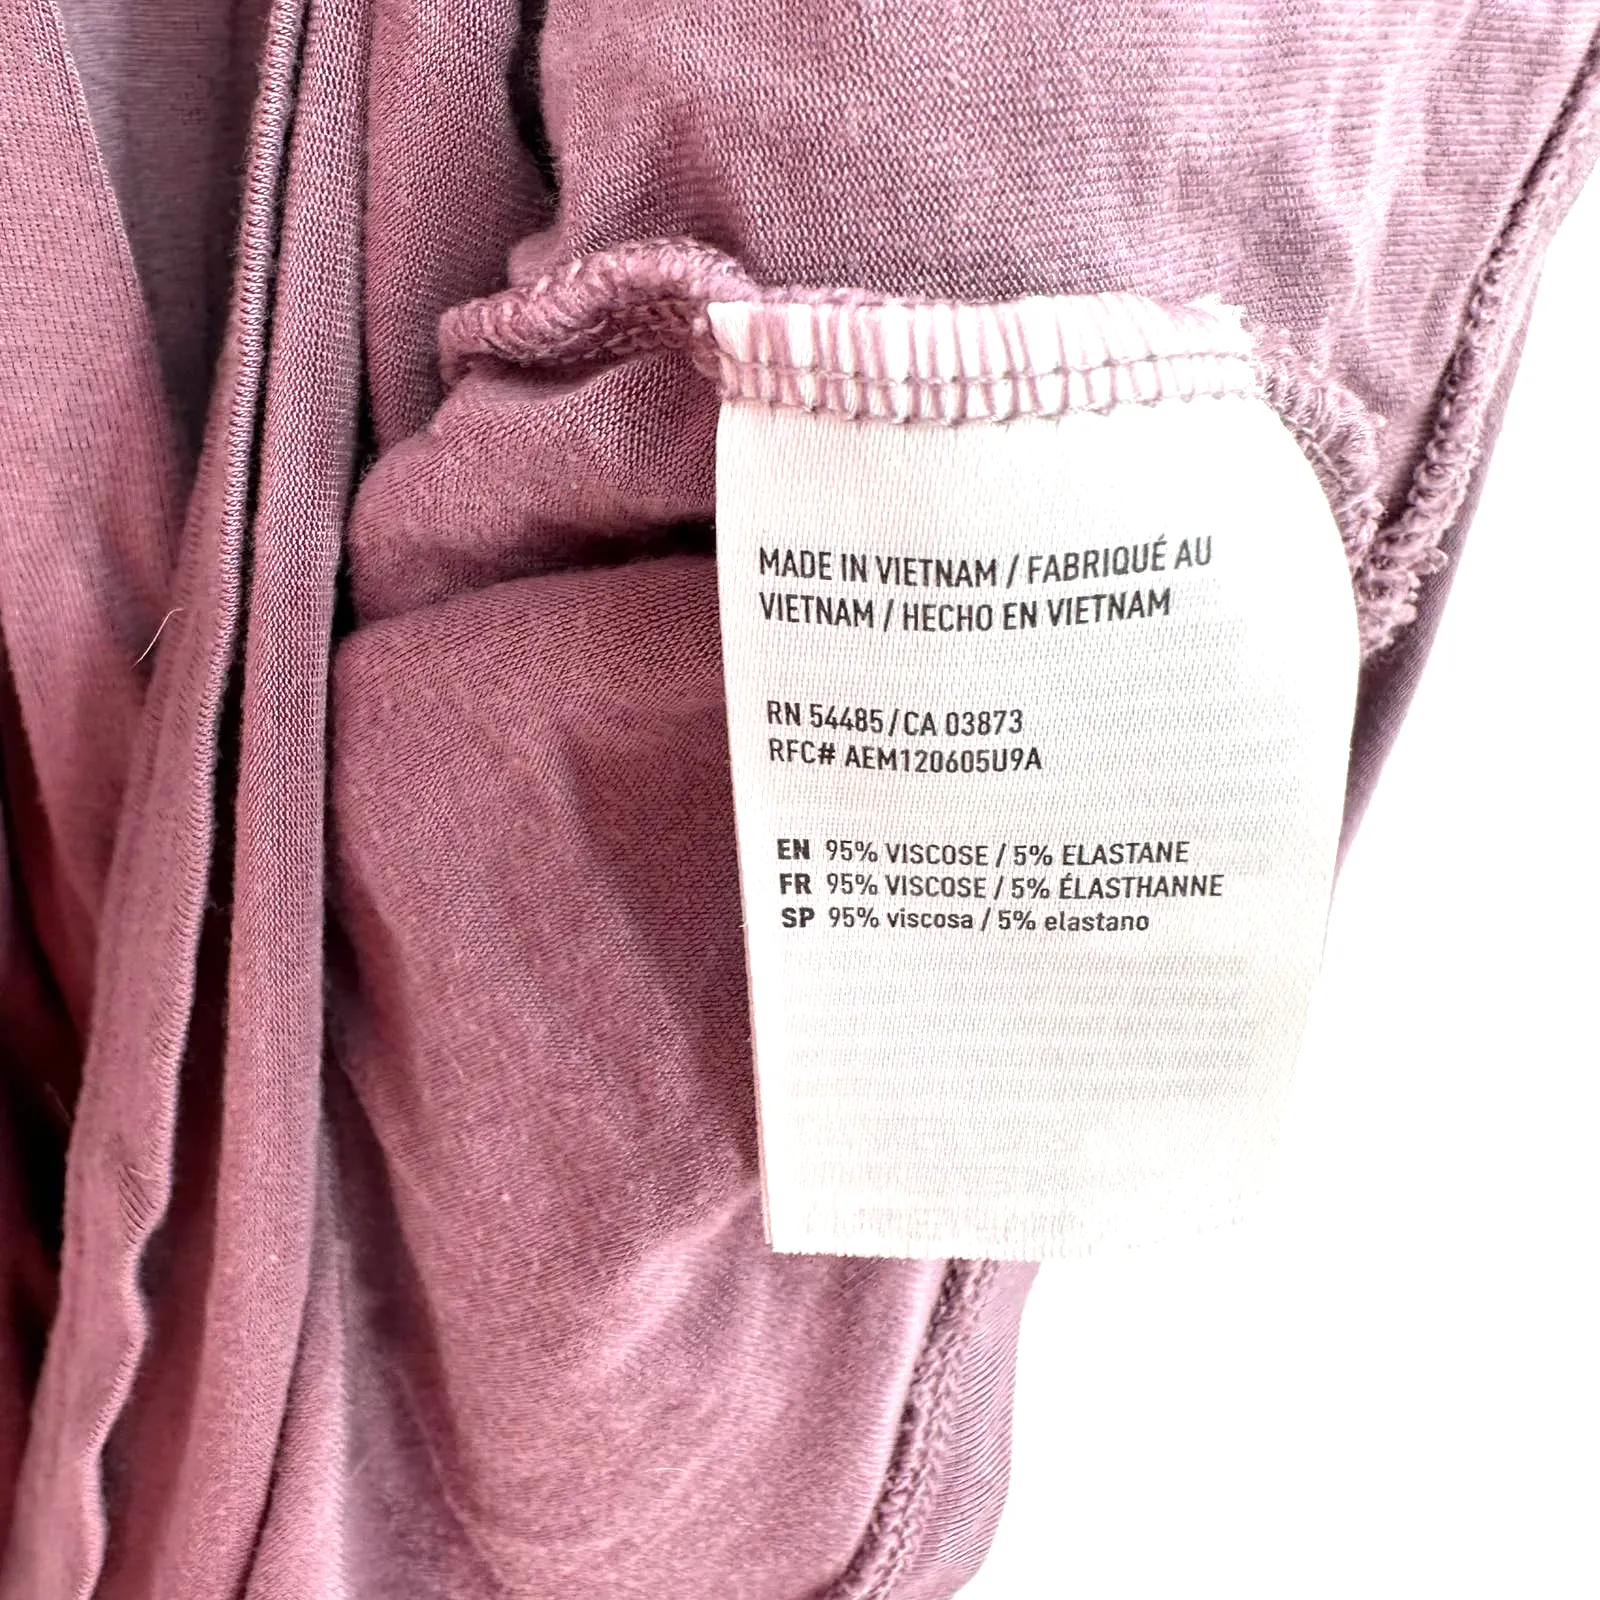 MADE IN VIETNAM / FABRIQUÉ AU
VIETNAM / HECHO EN VIETNAM
RN 54485 / CA 03873
RFC# AEM120605U9A
EN 95% VISCOSE / 5% ELASTANE
FR 95% VISCOSE / 5% ÉLASTHANNE
SP 95% viscosa / 5% elastano